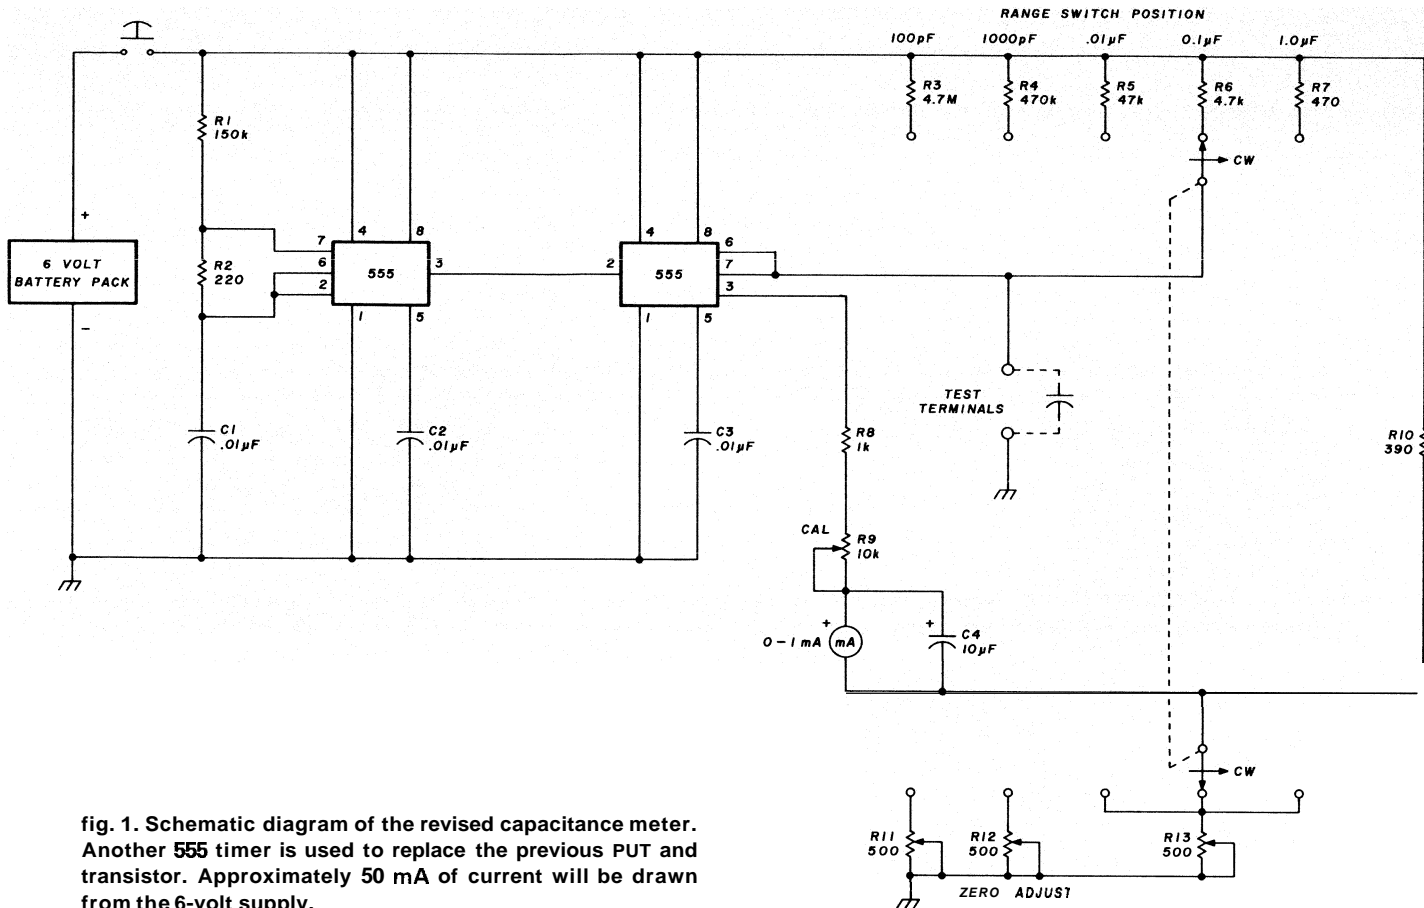 RANGE SWITCH POSITION
100pF 1000pF .01µF 0.1µF 1.0µF
R1
150k
R3
4.7M
R4
470k
R5
47k
R6
4.7k
R7
470
CW
+
6 VOLT
BATTERY PACK
−
R2
220
7
6
2
4
8
555
3
1
5
2
4
8
555
6
7
3
1
5
C1
.01µF
C2
.01µF
C3
.01µF
TEST
TERMINALS
R8
1k
R10
390
CAL
R9
10k
+
0-1mA
mA
+
C4
10µF
CW
R11
500
R12
500
R13
500
ZERO ADJUST
fig. 1. Schematic diagram of the revised capacitance meter.
Another 555 timer is used to replace the previous PUT and
transistor. Approximately 50 mA of current will be drawn
from the 6-volt supply.